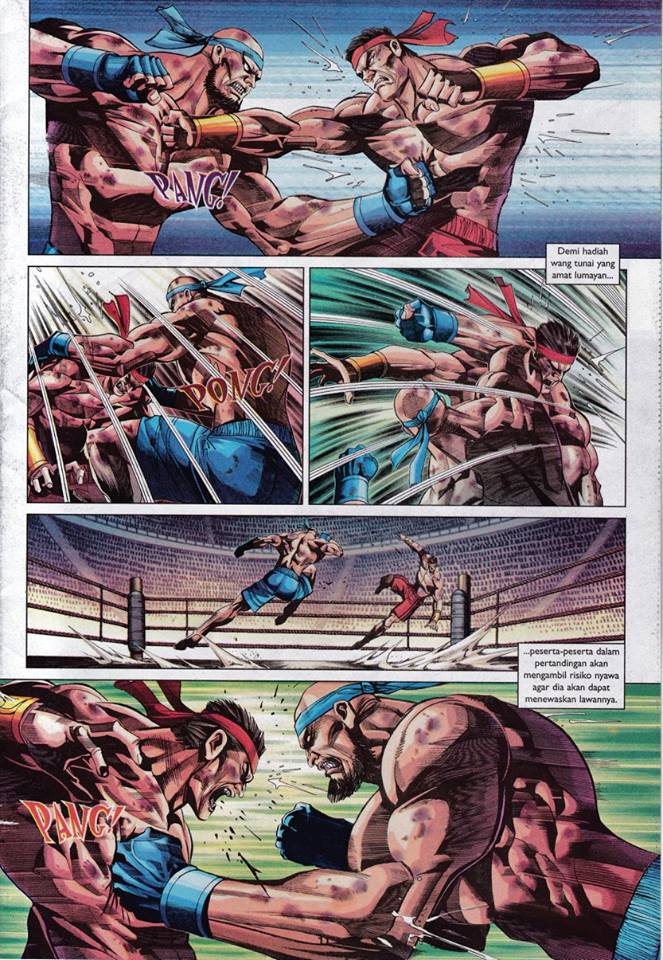 PANG!
Demi hadiah
wang tunai yang
amat lumayan...
PONG!
...peserta-peserta dalam
pertandingan akan
mengambil risiko nyawa
agar dia akan dapat
menewaskan lawannya.
PANG!